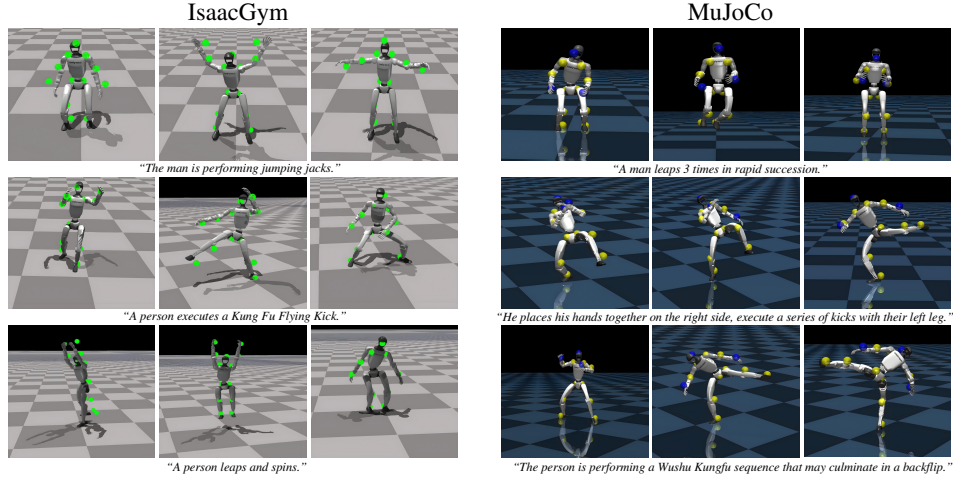 IsaacGym
MuJoCo
“The man is performing jumping jacks.”
“A man leaps 3 times in rapid succession.”
“A person executes a Kung Fu Flying Kick.”
“He places his hands together on the right side, execute a series of kicks with their left leg.”
“A person leaps and spins.”
“The person is performing a Wushu Kungfu sequence that may culminate in a backflip.”